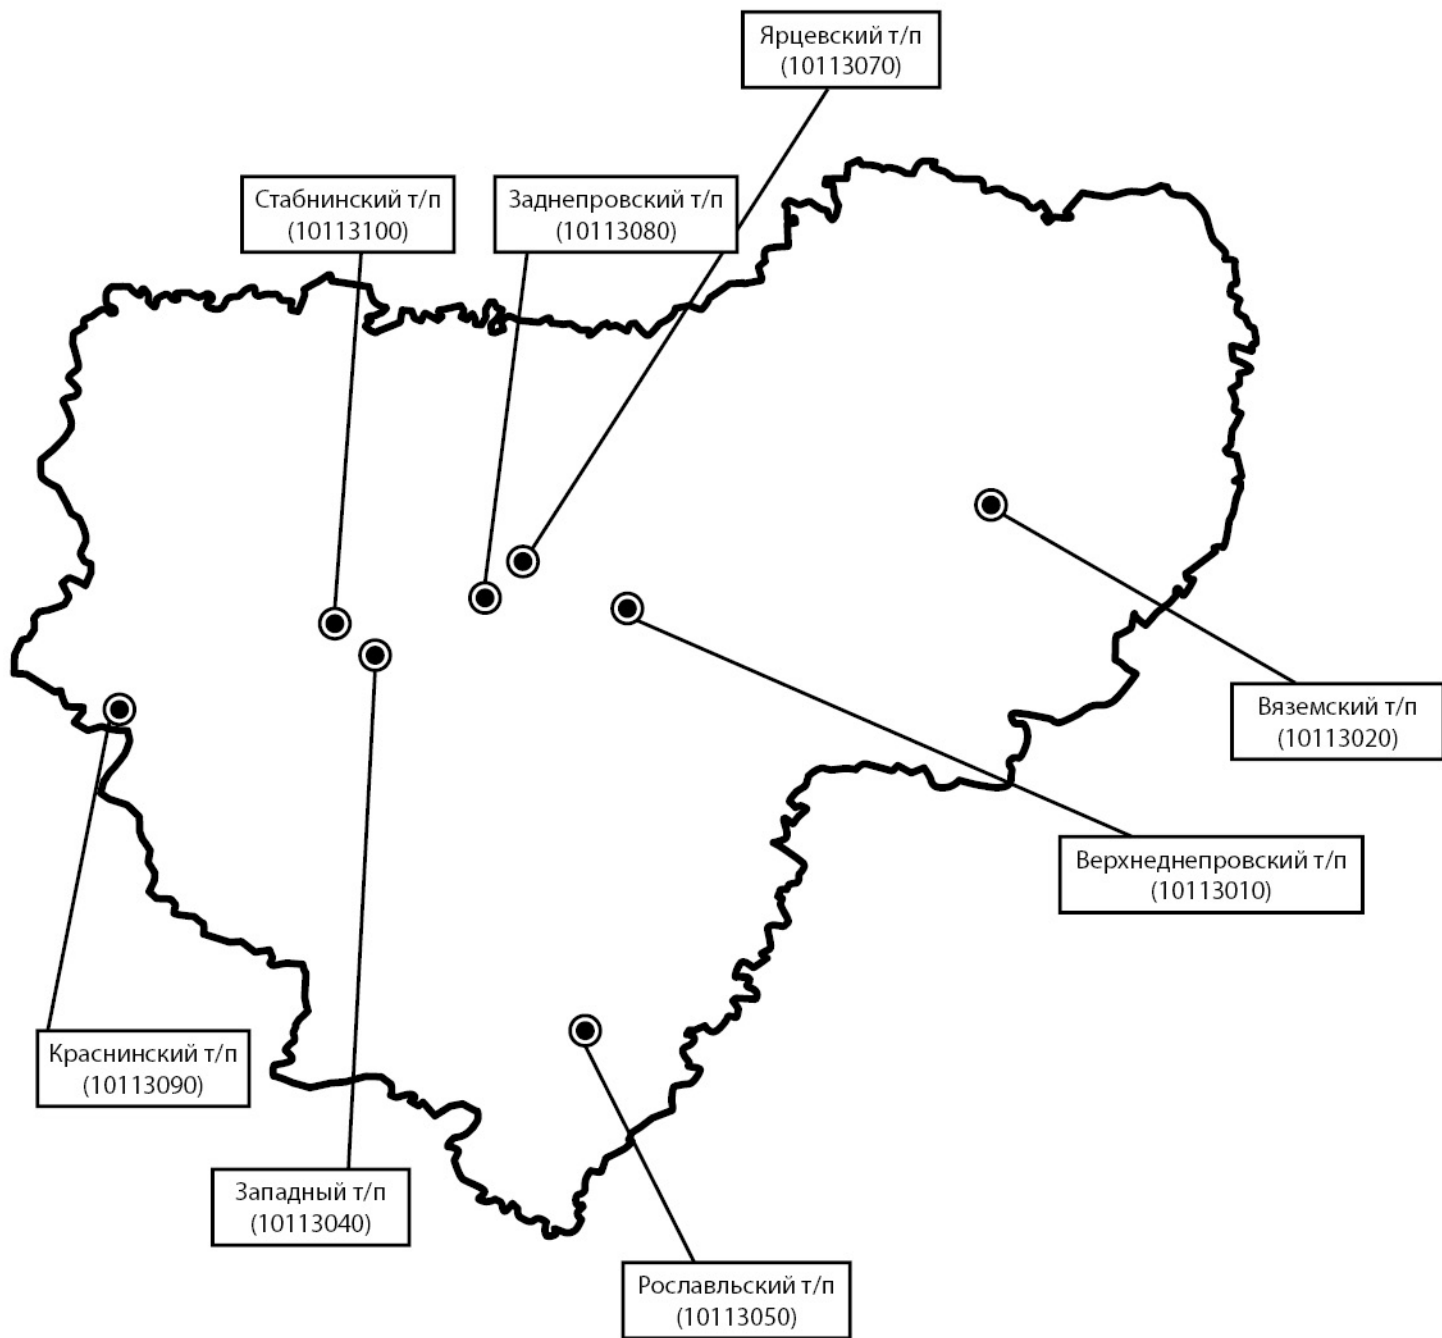 Ярцевский т/п
(10113070)
Стабнинский т/п
(10113100)
Заднепровский т/п
(10113080)
Вяземский т/п
(10113020)
Верхнеднепровский т/п
(10113010)
Краснинский т/п
(10113090)
Западный т/п
(10113040)
Рославльский т/п
(10113050)